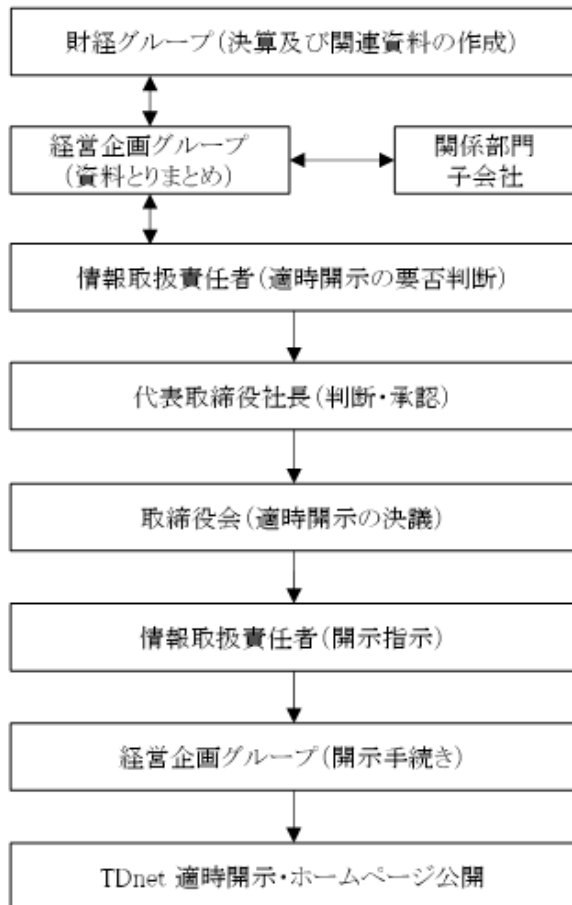 財経グループ（決算及び関連資料の作成）
経営企画グループ
（資料とりまとめ）
関係部門
子会社
情報取扱責任者（適時開示の要否判断）
代表取締役社長（判断・承認）
取締役会（適時開示の決議）
情報取扱責任者（開示指示）
経営企画グループ（開示手続き）
TDnet 適時開示・ホームページ公開